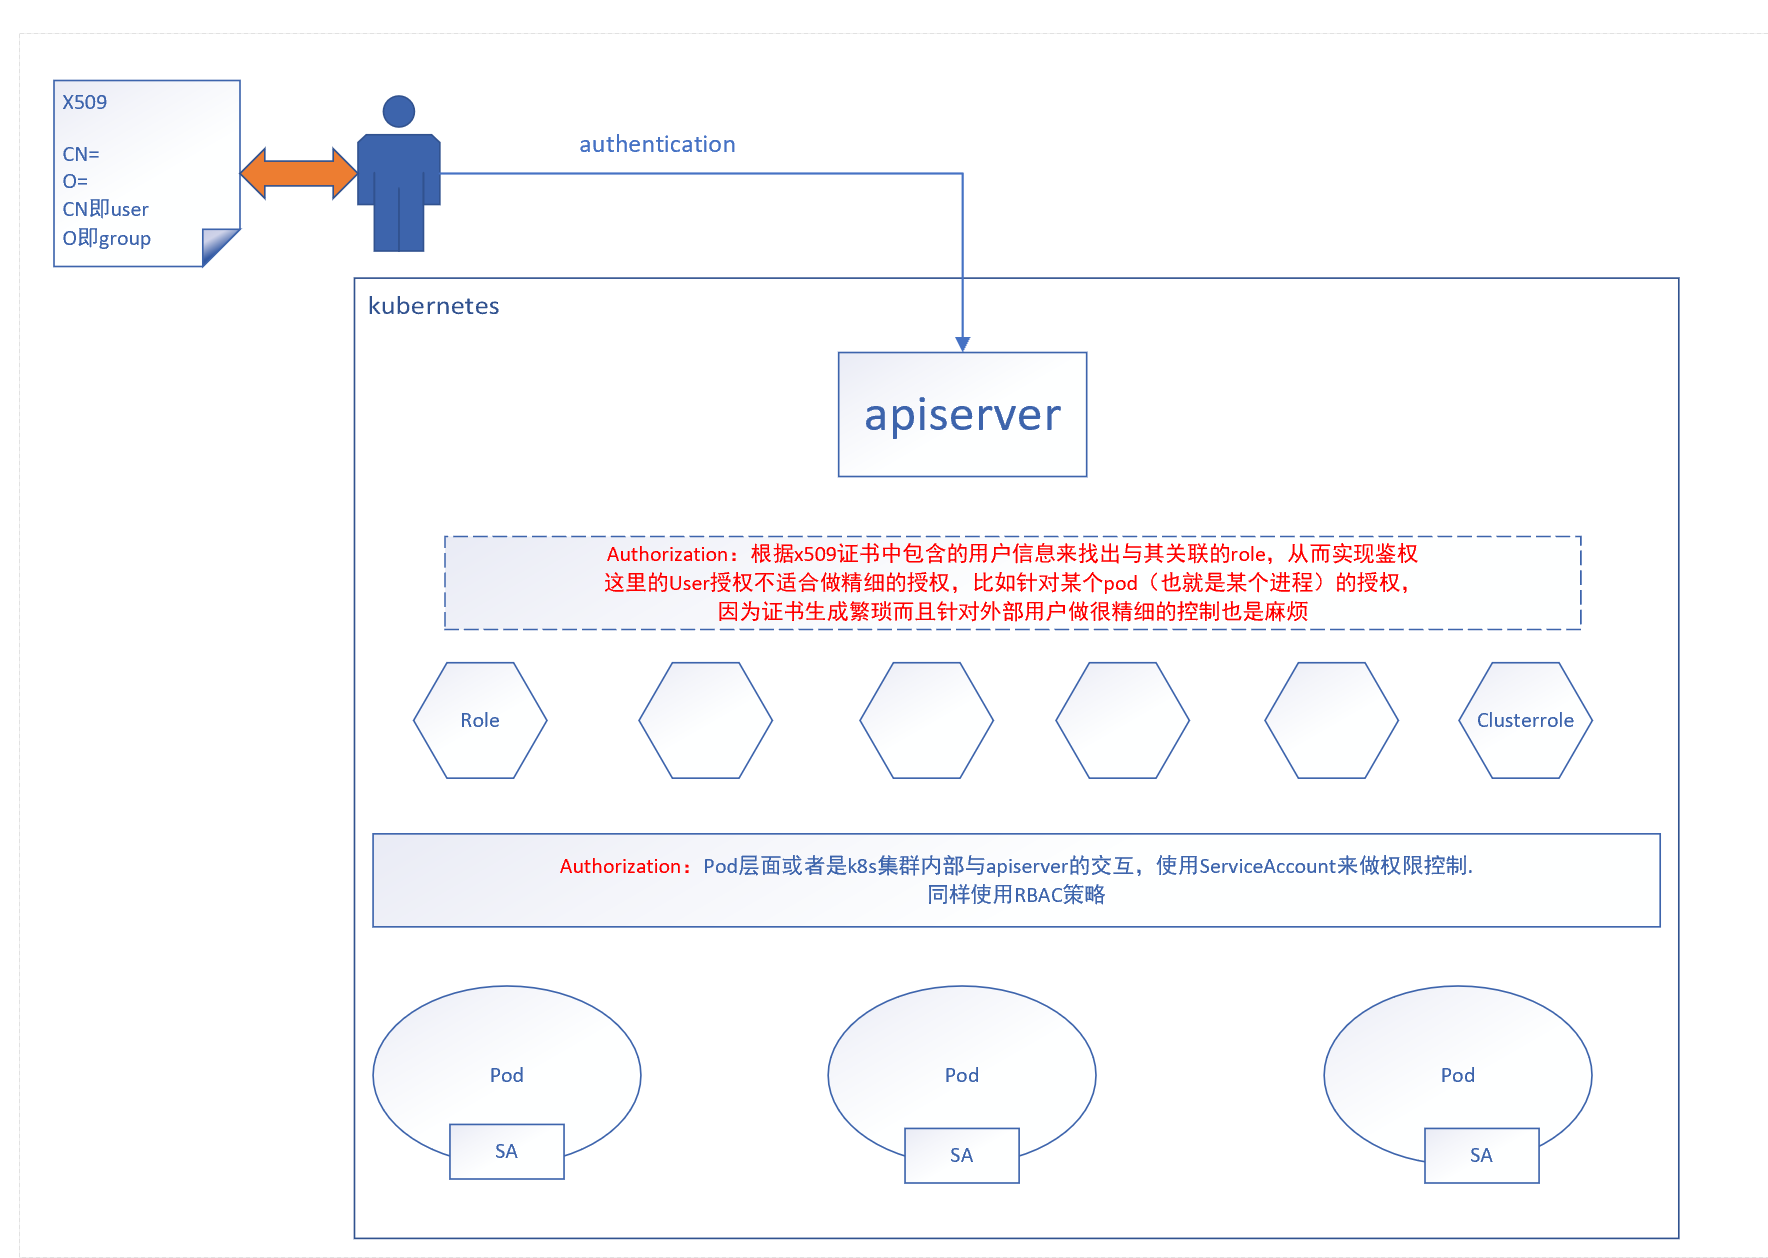 X509
CN=
O=
CN即user
O即group
authentication
kubernetes
apiserver
Authorization：根据x509证书中包含的用户信息来找出与其关联的role，从而实现鉴权
这里的User授权不适合做精细的授权，比如针对某个pod（也就是某个进程）的授权，
因为证书生成繁琐而且针对外部用户做很精细的控制也是麻烦
Role
Clusterrole
Authorization：Pod层面或者是k8s集群内部与apiserver的交互，使用ServiceAccount来做权限控制.
同样使用RBAC策略
Pod
Pod
Pod
SA
SA
SA